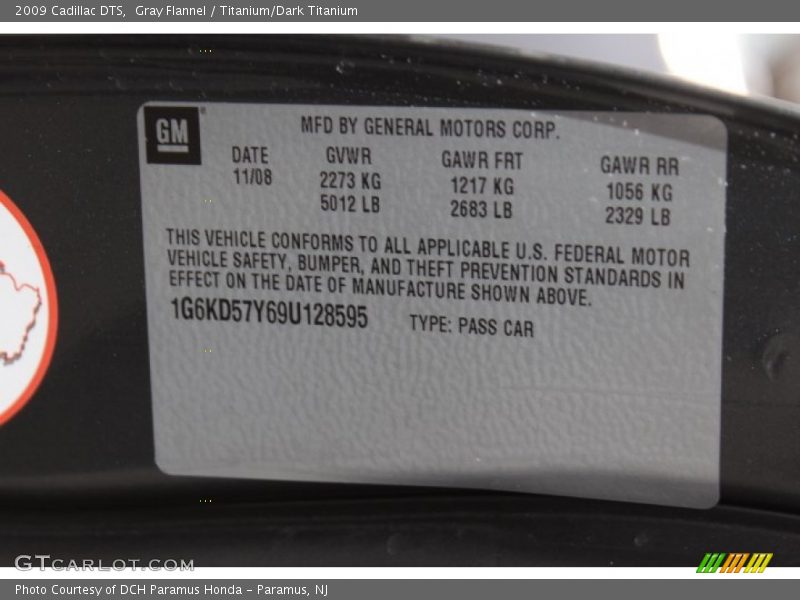 2009 Cadillac DTS,  Gray Flannel / Titanium/Dark Titanium
GM
MFD BY GENERAL MOTORS CORP.
DATE GVWR GAWR FRT GAWR RR
11/08 2273 KG 1217 KG 1056 KG
5012 LB 2683 LB 2329 LB
THIS VEHICLE CONFORMS TO ALL APPLICABLE U.S. FEDERAL MOTOR
VEHICLE SAFETY, BUMPER, AND THEFT PREVENTION STANDARDS IN
EFFECT ON THE DATE OF MANUFACTURE SHOWN ABOVE.
1G6KD57Y69U128595 TYPE: PASS CAR
GTCARLOT.COM
Photo Courtesy of DCH Paramus Honda - Paramus, NJ